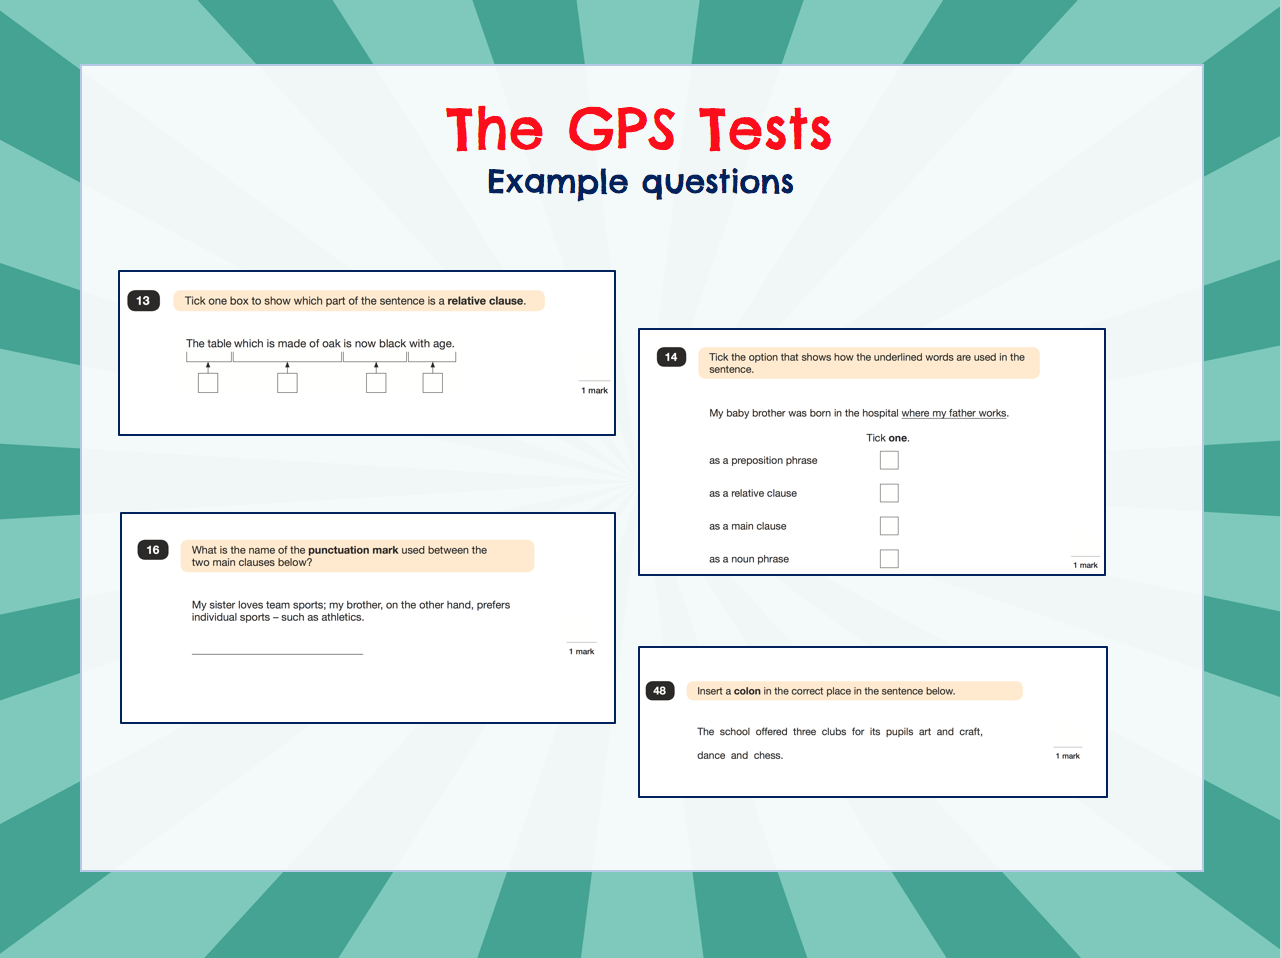 The GPS Tests
Example questions
13
Tick one box to show which part of the sentence is a relative clause.
The table which is made of oak is now black with age.
1 mark
14
Tick the option that shows how the underlined words are used in the
sentence.
My baby brother was born in the hospital where my father works.
Tick one.
as a preposition phrase
as a relative clause
as a main clause
as a noun phrase
1 mark
16
What is the name of the punctuation mark used between the
two main clauses below?
My sister loves team sports; my brother, on the other hand, prefers
individual sports – such as athletics.
1 mark
48
Insert a colon in the correct place in the sentence below.
The school offered three clubs for its pupils art and craft,
dance and chess.
1 mark